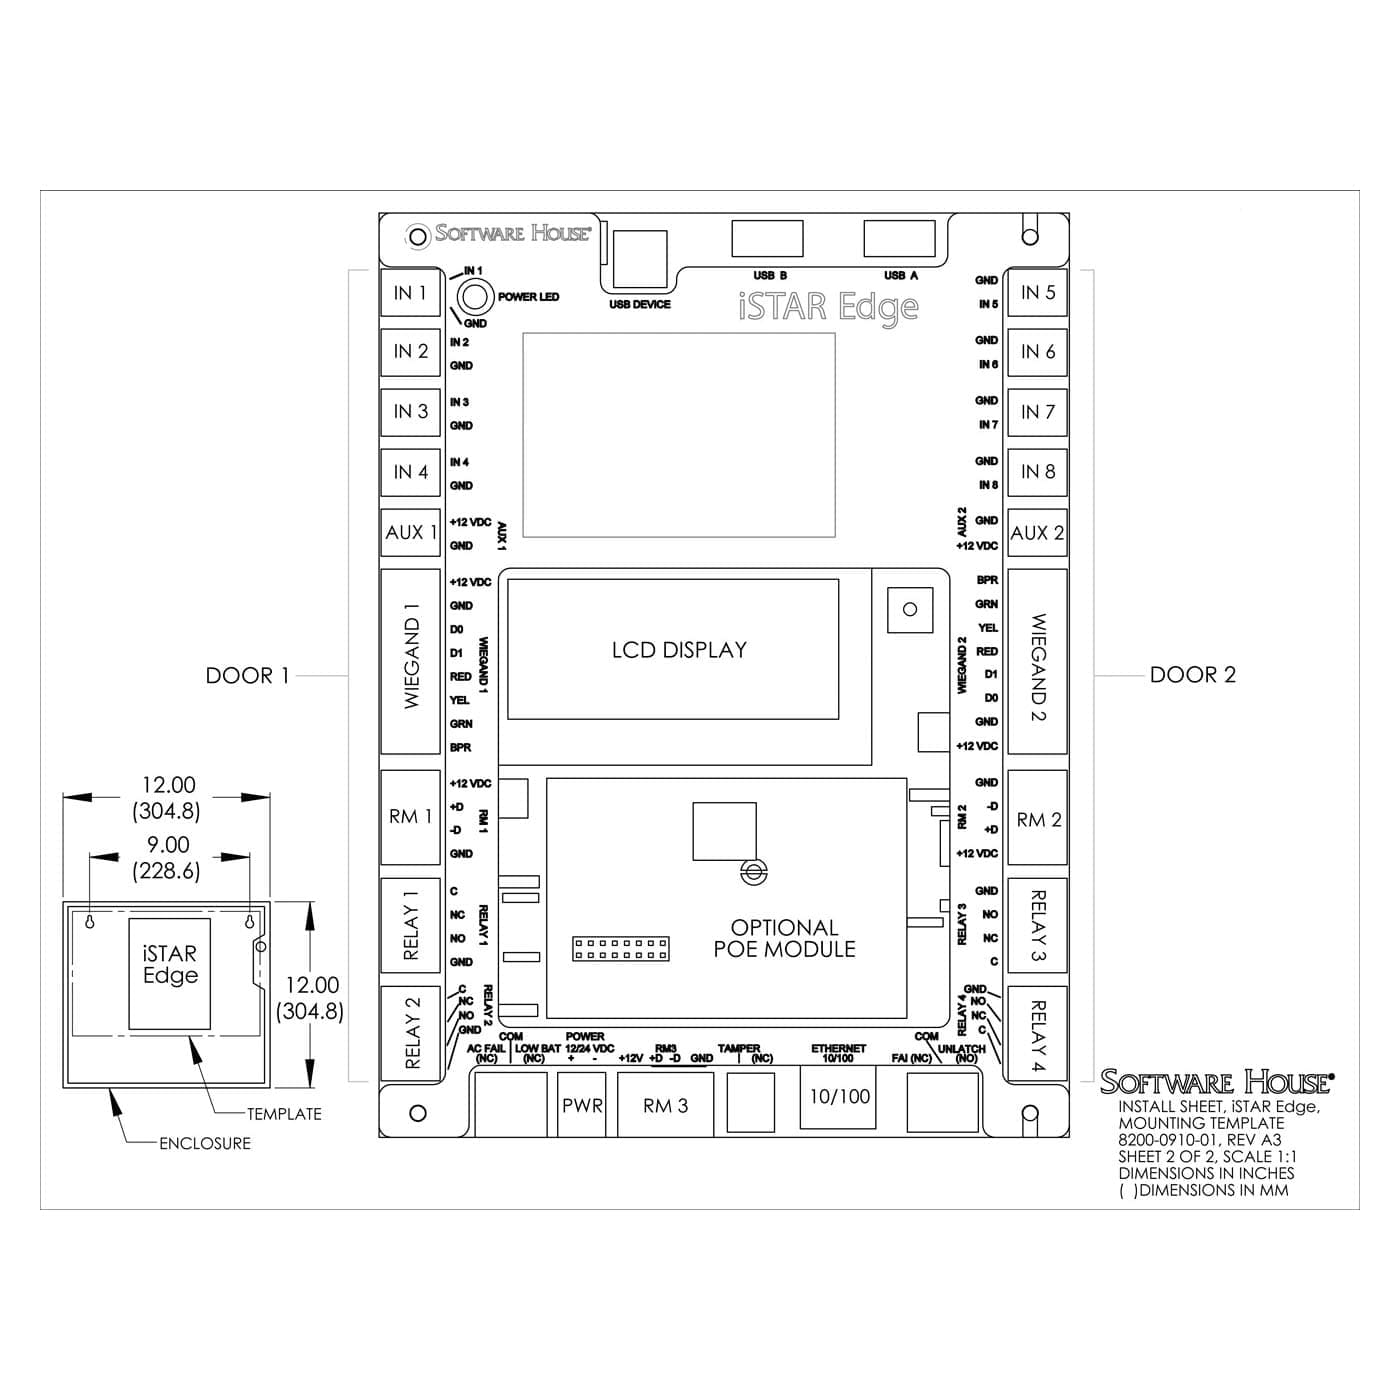 SOFTWARE HOUSE
USB DEVICE
USB B
USB A
iSTAR Edge
POWER LED
DOOR 1
IN 1
IN 1
GND
IN 2
IN 2
GND
IN 3
IN 3
GND
IN 4
IN 4
GND
AUX 1
+12 VDC
GND
AUX 1
WIEGAND 1
+12 VDC
GND
D0
D1
RED
YEL
GRN
BPR
WIEGAND 1
RM 1
+12 VDC
+D
-D
GND
RM 1
RELAY 1
C
NC
NO
GND
RELAY 1
RELAY 2
C
NC
NO
GND
RELAY 2
LCD DISPLAY
OPTIONAL
POE MODULE
GND
IN 5
IN 5
GND
IN 6
IN 6
GND
IN 7
IN 7
GND
IN 8
IN 8
AUX 2
GND
+12 VDC
AUX 2
WIEGAND 2
BPR
GRN
YEL
RED
D1
D0
GND
+12 VDC
WIEGAND 2
RM 2
GND
-D
+D
+12 VDC
RM 2
RELAY 3
GND
NO
NC
C
RELAY 3
RELAY 4
GND
NO
NC
C
RELAY 4
DOOR 2
COM
AC FAIL
(NC)
LOW BAT
(NC)
POWER
12/24 VDC
+ -
RM3
+12V +D -D GND
TAMPER
(NC)
ETHERNET
10/100
COM
FAI (NC)
UNLATCH
(NO)
PWR
RM 3
10/100
12.00
(304.8)
9.00
(228.6)
iSTAR
Edge
12.00
(304.8)
TEMPLATE
ENCLOSURE
SOFTWARE HOUSE
INSTALL SHEET, iSTAR Edge,
MOUNTING TEMPLATE
8200-0910-01, REV A3
SHEET 2 OF 2, SCALE 1:1
DIMENSIONS IN INCHES
( )DIMENSIONS IN MM